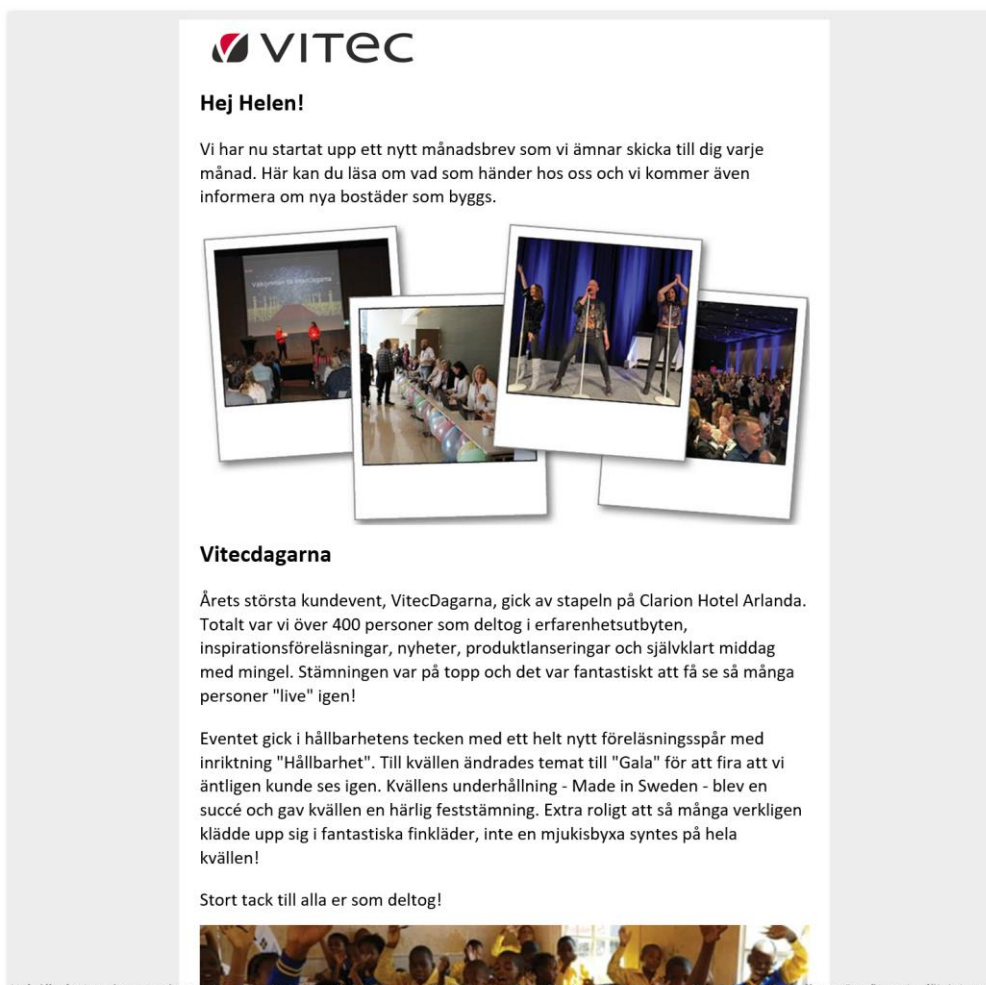 VITEC
Hej Helen!
Vi har nu startat upp ett nytt månadsbrev som vi ämnar skicka till dig varje
månad. Här kan du läsa om vad som händer hos oss och vi kommer även
informera om nya bostäder som byggs.
Vitecdagarna
Årets största kundevent, VitecDagarna, gick av stapeln på Clarion Hotel Arlanda.
Totalt var vi över 400 personer som deltog i erfarenhetsutbyten,
inspirationsföreläsningar, nyheter, produktlanseringar och självklart middag
med mingel. Stämningen var på topp och det var fantastiskt att få se så många
personer "live" igen!
Eventet gick i hållbarhetens tecken med ett helt nytt föreläsningsspår med
inriktning "Hållbarhet". Till kvällen ändrades temat till "Gala" för att fira att vi
äntligen kunde ses igen. Kvällens underhållning - Made in Sweden - blev en
succé och gav kvällen en härlig feststämning. Extra roligt att så många verkligen
klädde upp sig i fantastiska finkläder, inte en mjukisbyxa syntes på hela
kvällen!
Stort tack till alla er som deltog!